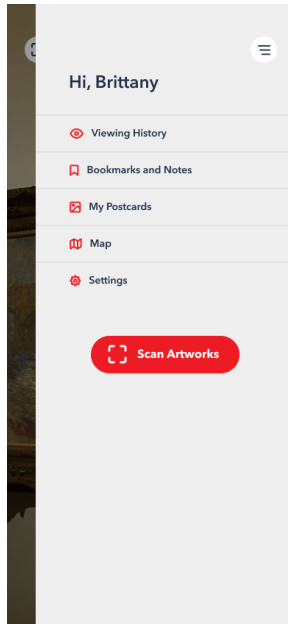 Hi, Brittany
Viewing History
Bookmarks and Notes
My Postcards
Map
Settings
Scan Artworks